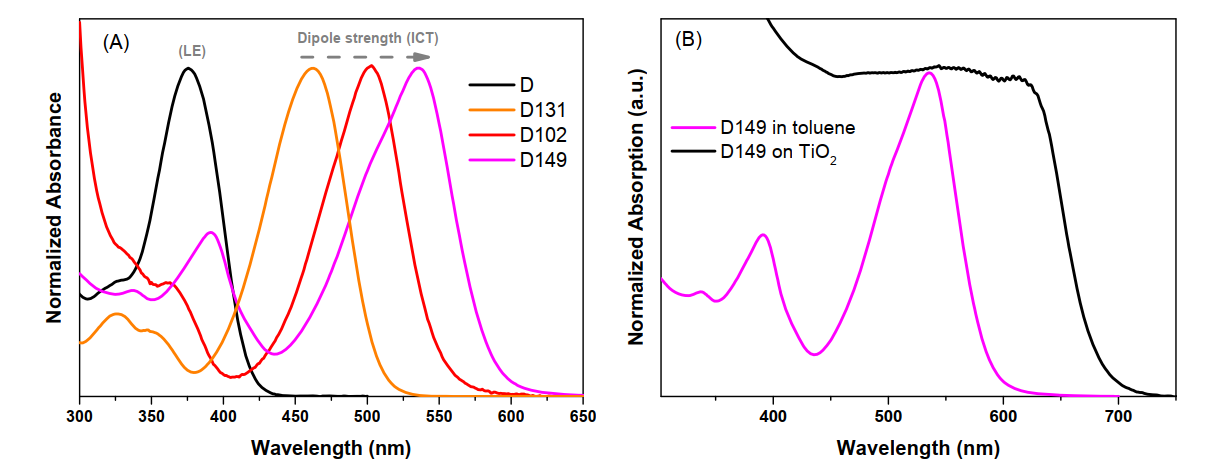 (A)
(LE)
Dipole strength (ICT)
D
D131
D102
D149
Normalized Absorbance
300 350 400 450 500 550 600 650
Wavelength (nm)
(B)
D149 in toluene
D149 on TiO₂
Normalized Absorption (a.u.)
400 500 600 700
Wavelength (nm)